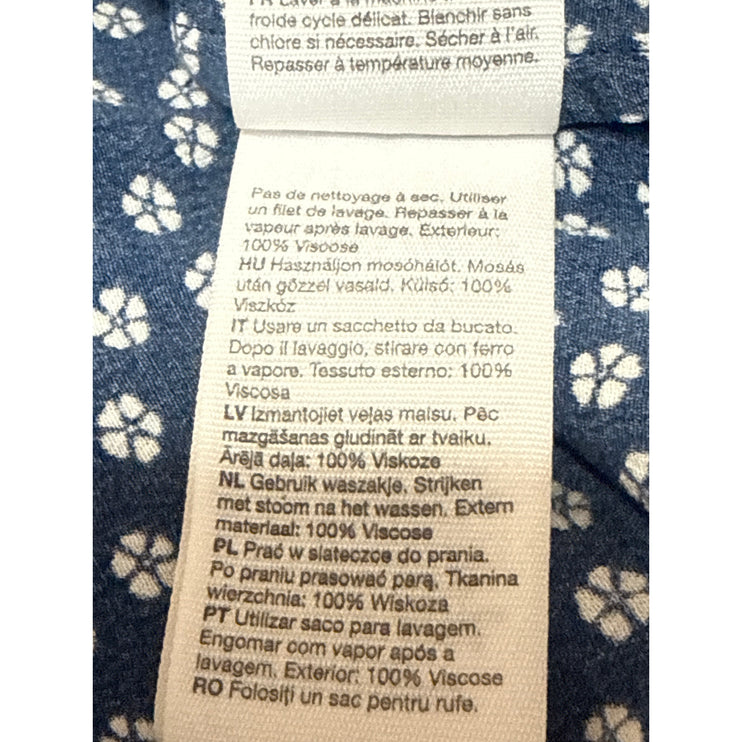 froide cycle délicat. Blanchir sans
chlore si nécessaire. Sécher à l'air.
Repasser à température moyenne.
Pas de nettoyage à sec. Utiliser
un filet de lavage. Repasser à la
vapeur après lavage. Exterieur:
100% Viscose
HU Használjon mosóhálót. Mosás
után gőzzel vasald. Külső: 100%
Viszkóz
IT Usare un sacchetto da bucato.
Dopo il lavaggio, stirare con ferro
a vapore. Tessuto esterno: 100%
Viscosa
LV Izmantojiet veļas maisu. Pēc
mazgāšanas gludināt ar tvaiku.
Ārējā daļa: 100% Viskoze
NL Gebruik waszakje. Strijken
met stoom na het wassen. Extern
materiaal: 100% Viscose
PL Prać w siateczce do prania.
Po praniu prasować parą. Tkanina
wierzchnia: 100% Wiskoza
PT Utilizar saco para lavagem.
Engomar com vapor após a
lavagem. Exterior: 100% Viscose
RO Folosiți un sac pentru rufe.